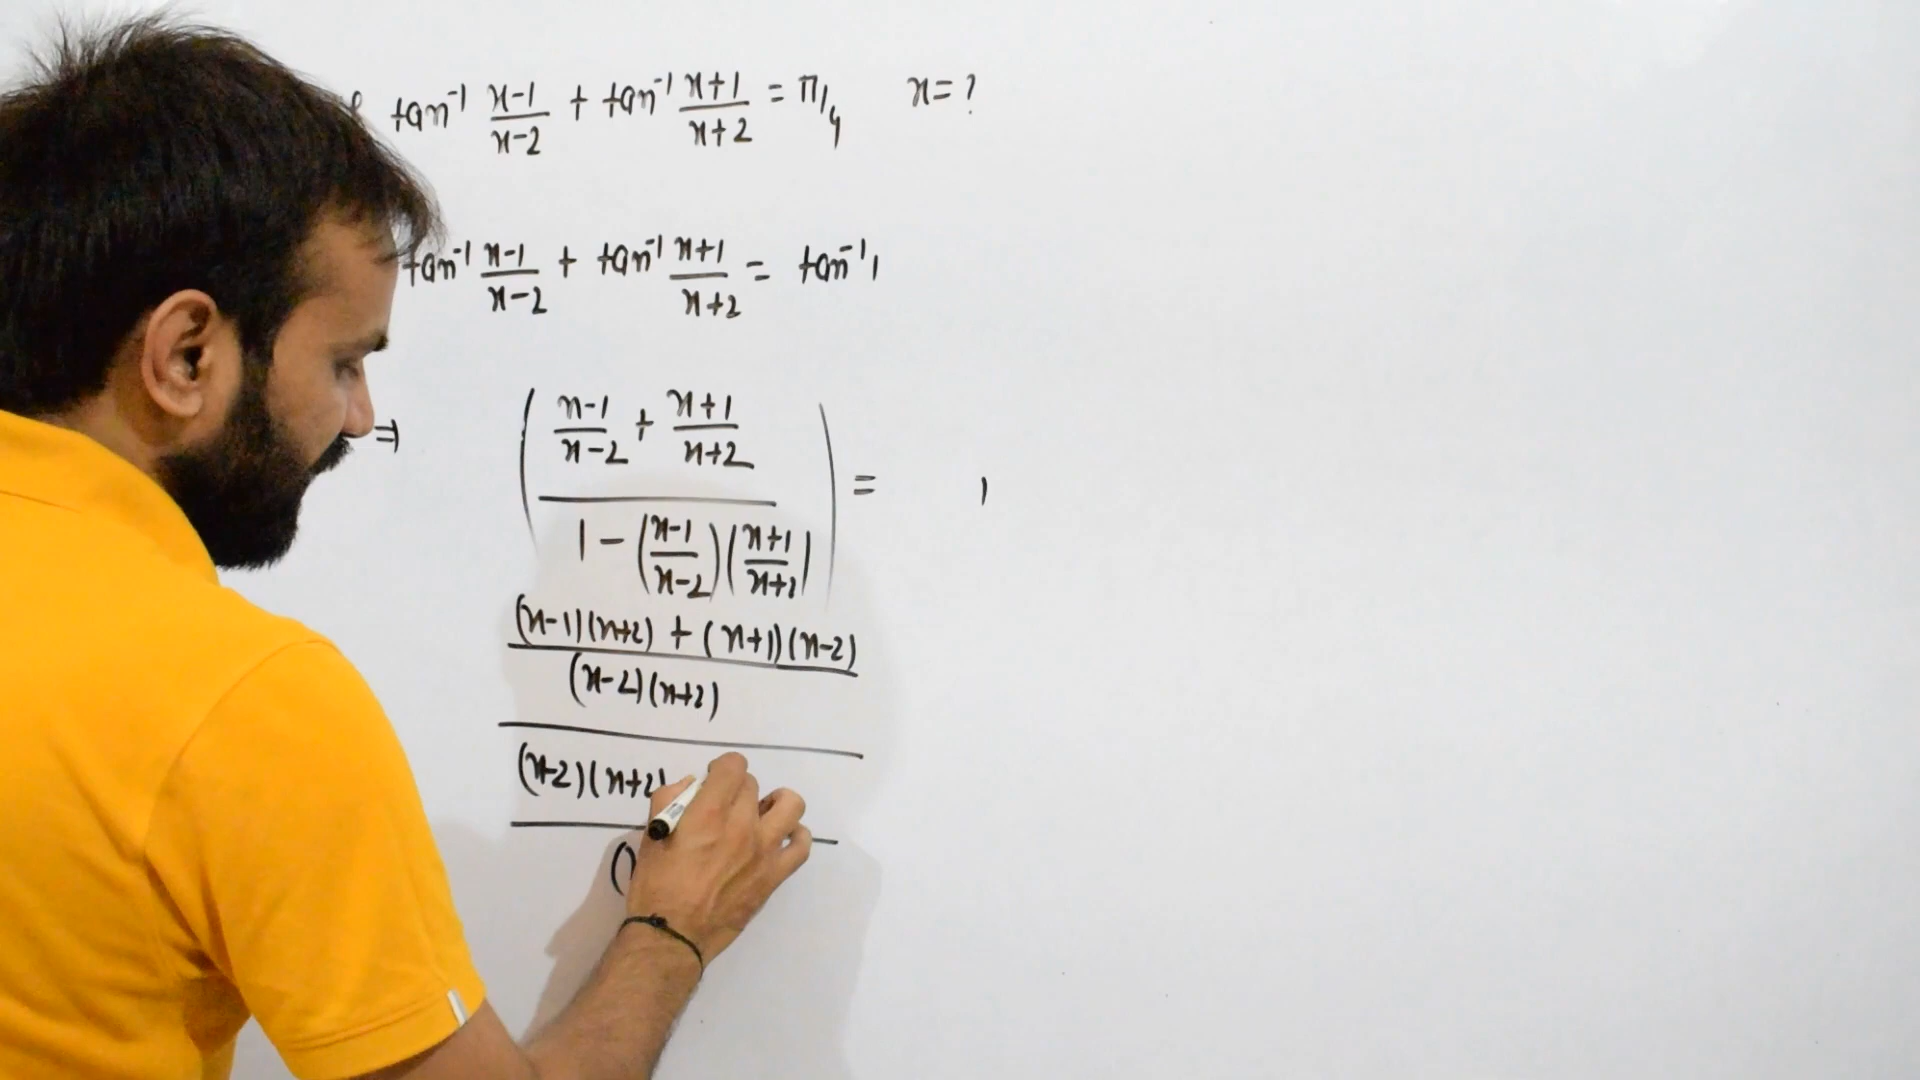 tan⁻¹ (x-1)/(x-2) + tan⁻¹ (x+1)/(x+2) = π/4 x = ?
tan⁻¹ (x-1)/(x-2) + tan⁻¹ (x+1)/(x+2) = tan⁻¹ 1
⇒ ( (x-1)/(x-2) + (x+1)/(x+2) ) = 1
1 - ((x-1)/(x-2)) ((x+1)/(x+2))
(x-1)(x+2) + (x+1)(x-2)
(x-2)(x+2)
(x-2)(x+2)